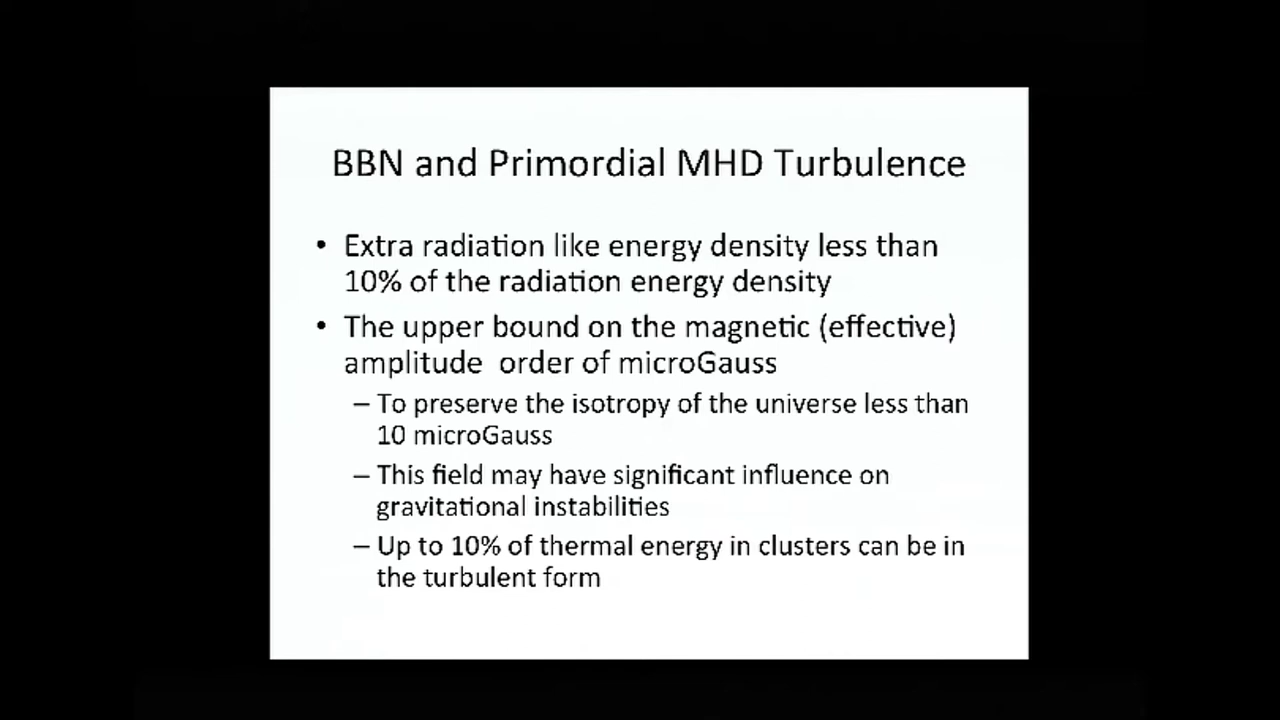 BBN and Primordial MHD Turbulence
• Extra radiation like energy density less than
10% of the radiation energy density
• The upper bound on the magnetic (effective)
amplitude  order of microGauss
– To preserve the isotropy of the universe less than
10 microGauss
– This field may have significant influence on
gravitational instabilities
– Up to 10% of thermal energy in clusters can be in
the turbulent form